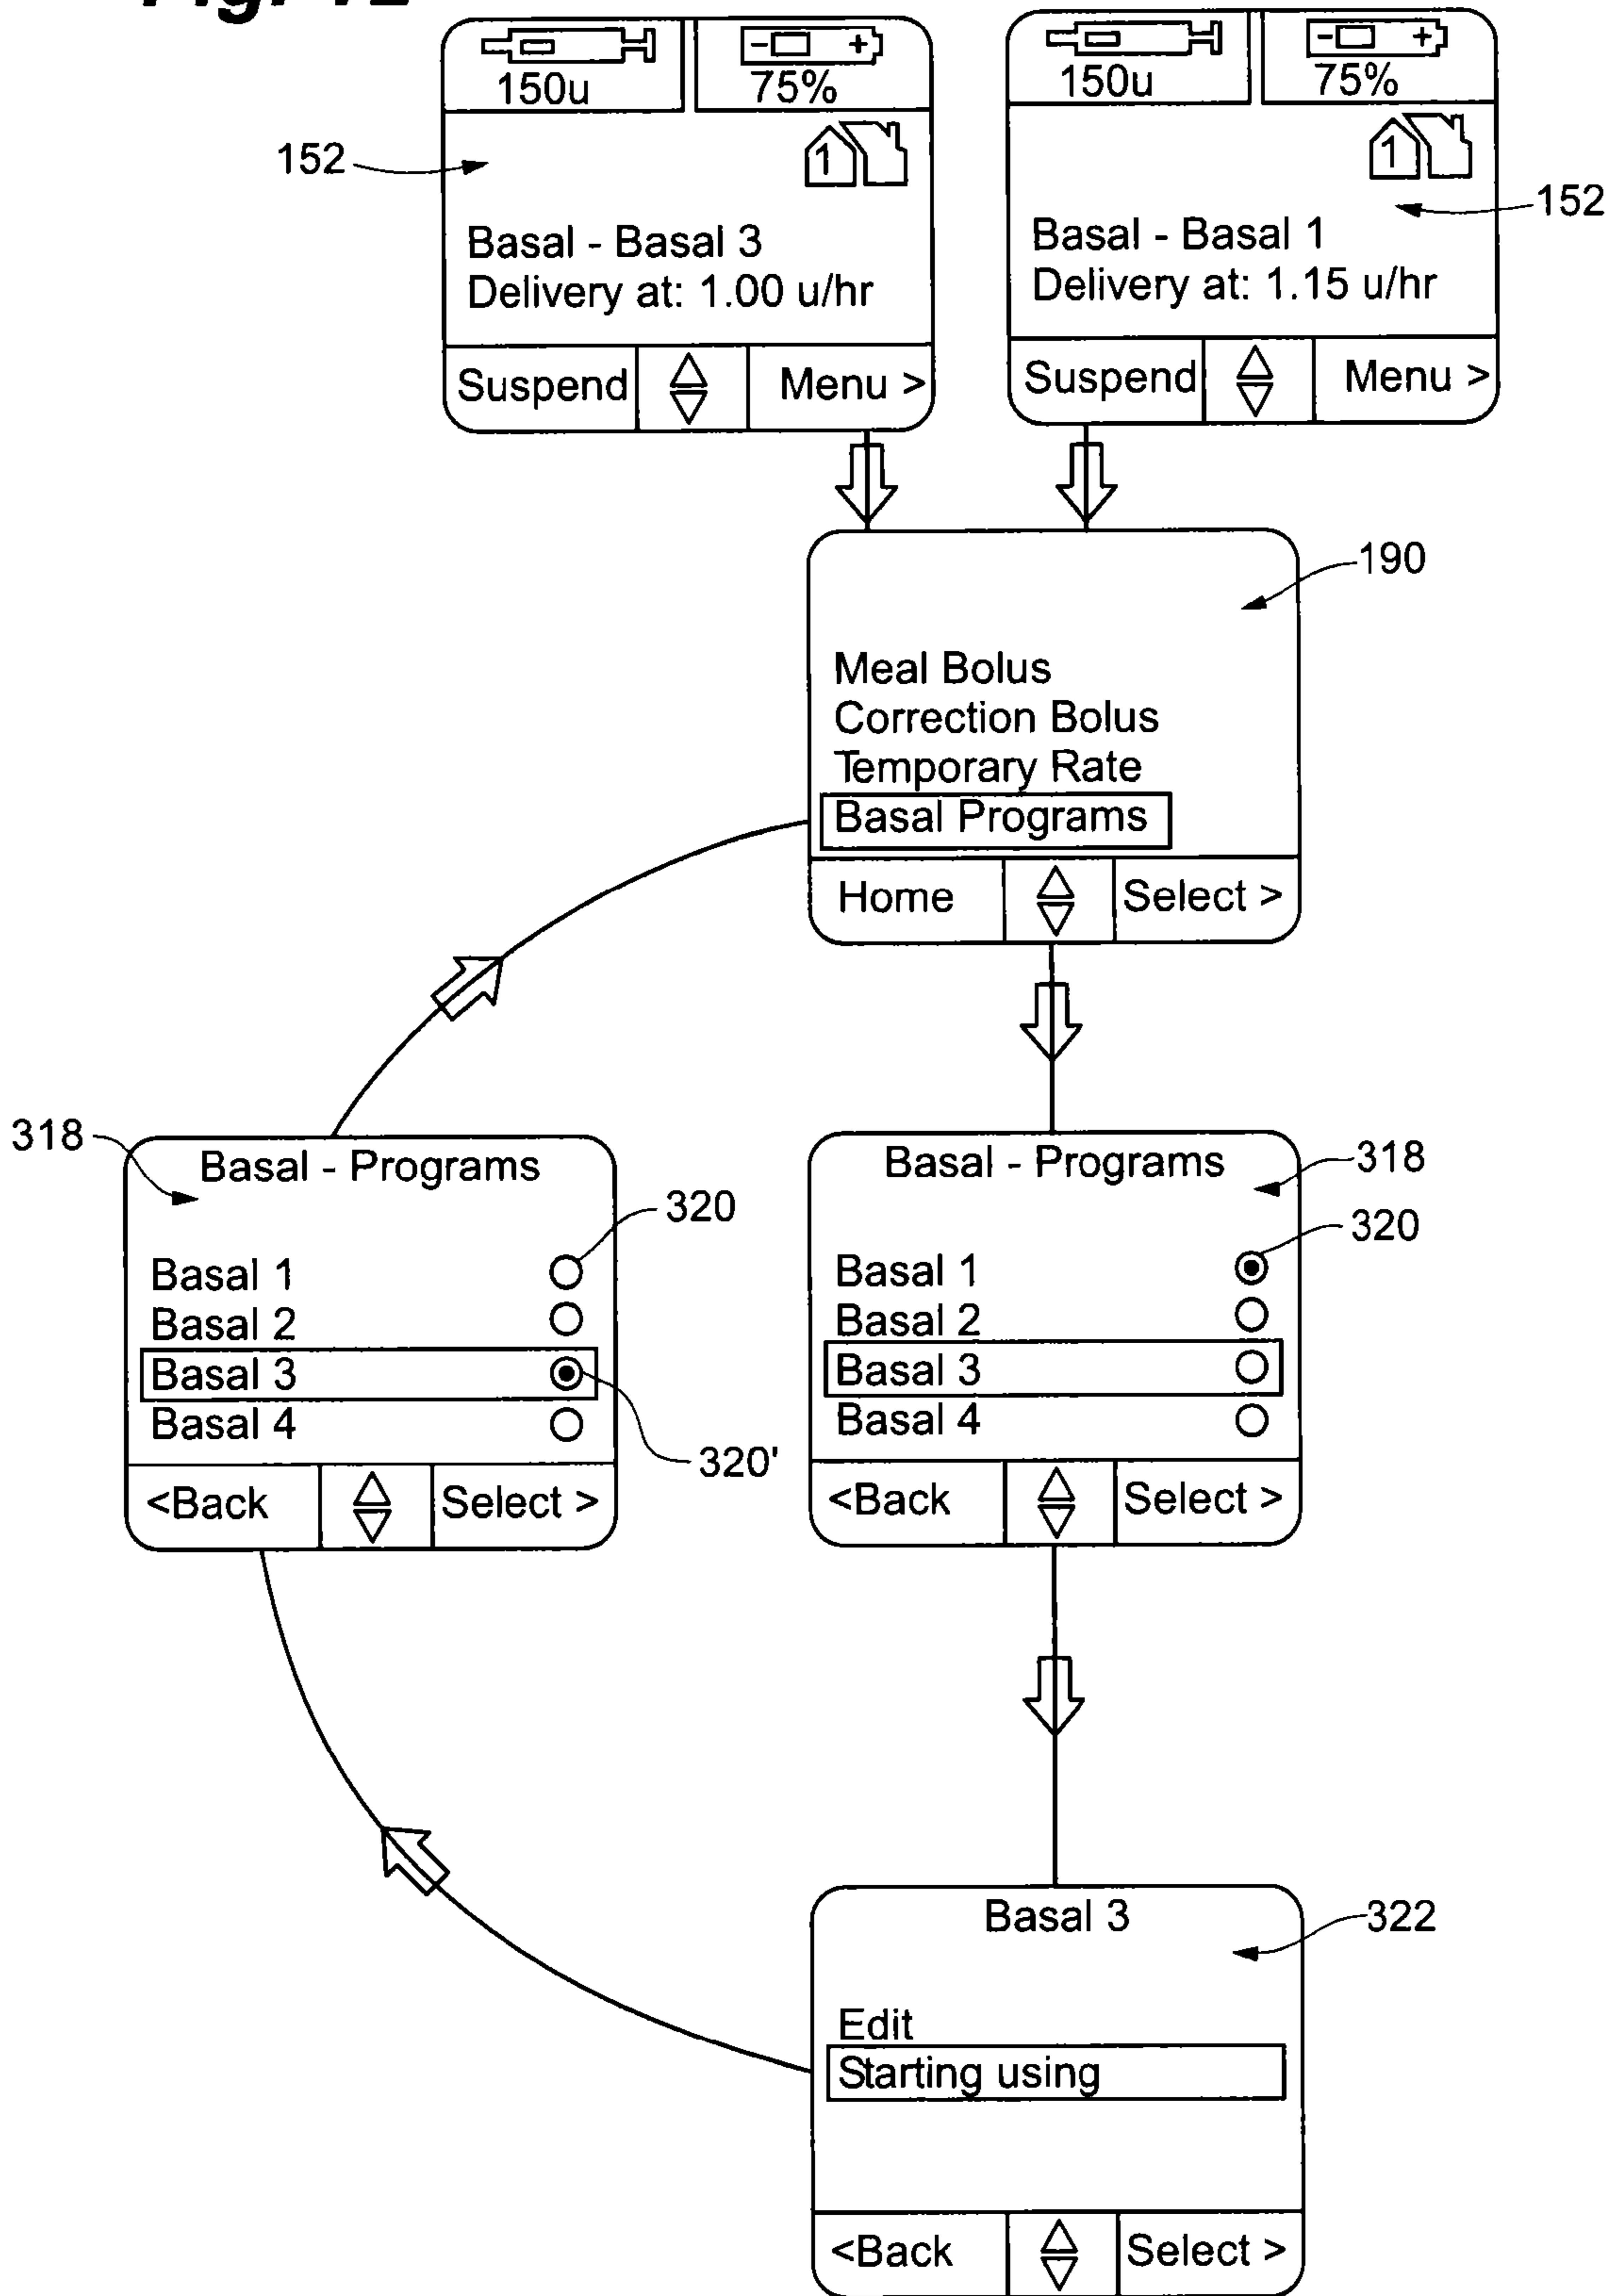 Fig. 12
150u
75%
1
152
Basal - Basal 3
Delivery at: 1.00 u/hr
Suspend
Menu >
150u
75%
1
152
Basal - Basal 1
Delivery at: 1.15 u/hr
Suspend
Menu >
190
Meal Bolus
Correction Bolus
Temporary Rate
Basal Programs
Home
Select >
318
Basal - Programs
320
Basal 1
Basal 2
Basal 3
Basal 4
320'
<Back
Select >
Basal - Programs
318
320
Basal 1
Basal 2
Basal 3
Basal 4
<Back
Select >
Basal 3
322
Edit
Starting using
<Back
Select >